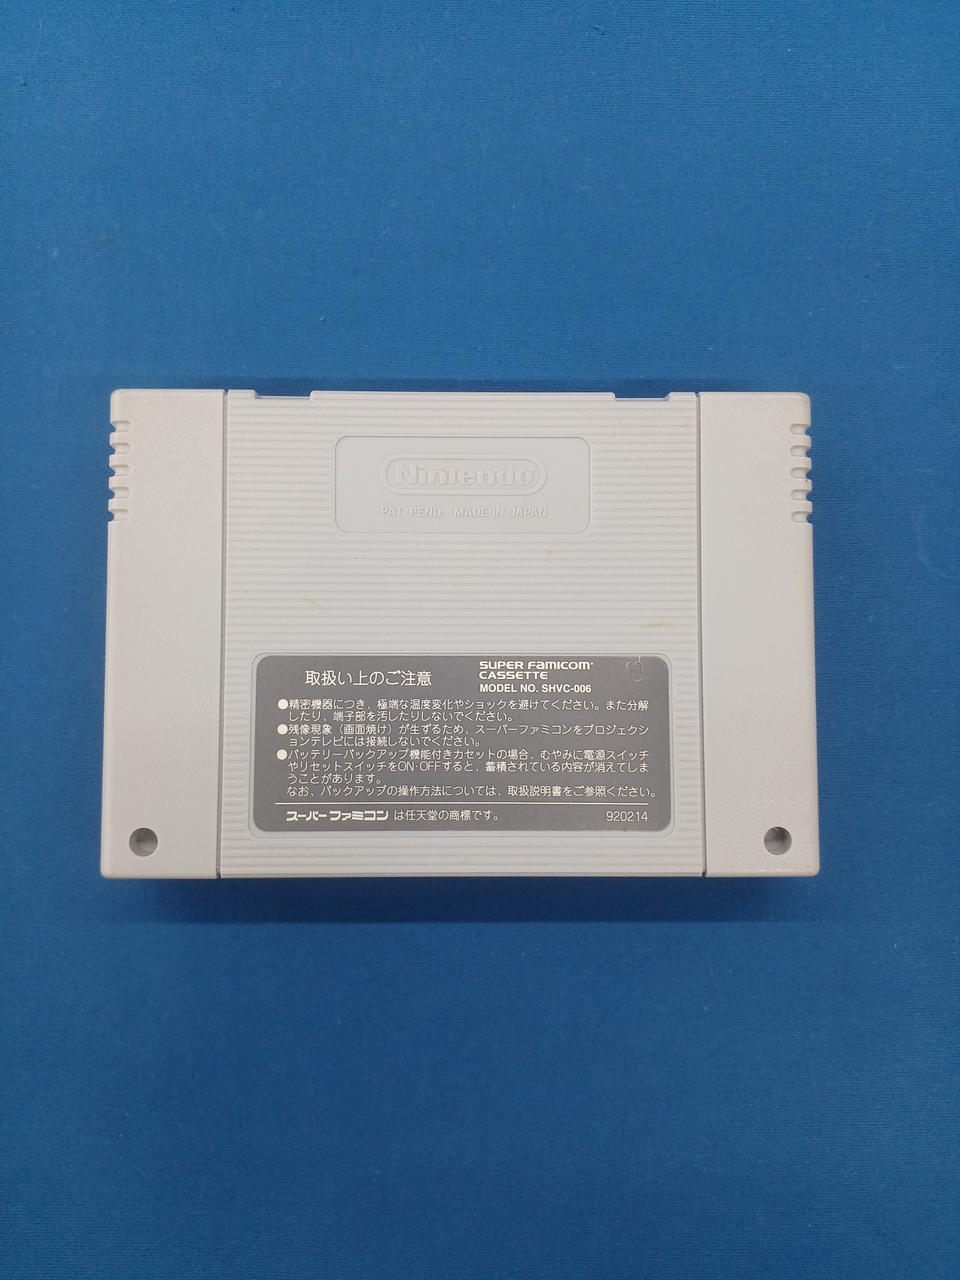 Nintendo
PAT. PEND. MADE IN JAPAN
取扱い上のご注意
SUPER FAMICOM
CASSETTE
MODEL NO. SHVC-006
●精密機器につき、極端な温度変化やショックを避けてください。また分解
したり、端子部を汚したりしないでください。
●残像現象（画面焼け）が生ずるため、スーパーファミコンをプロジェクシ
ョンテレビには接続しないでください。
●バッテリーバックアップ機能付きカセットの場合、むやみに電源スイッチ
やリセットスイッチをON・OFFすると、蓄積されている内容が消えてしま
うことがあります。
なお、バックアップの操作方法については、取扱説明書をご参照ください。
スーパーファミコン は任天堂の商標です。 920214